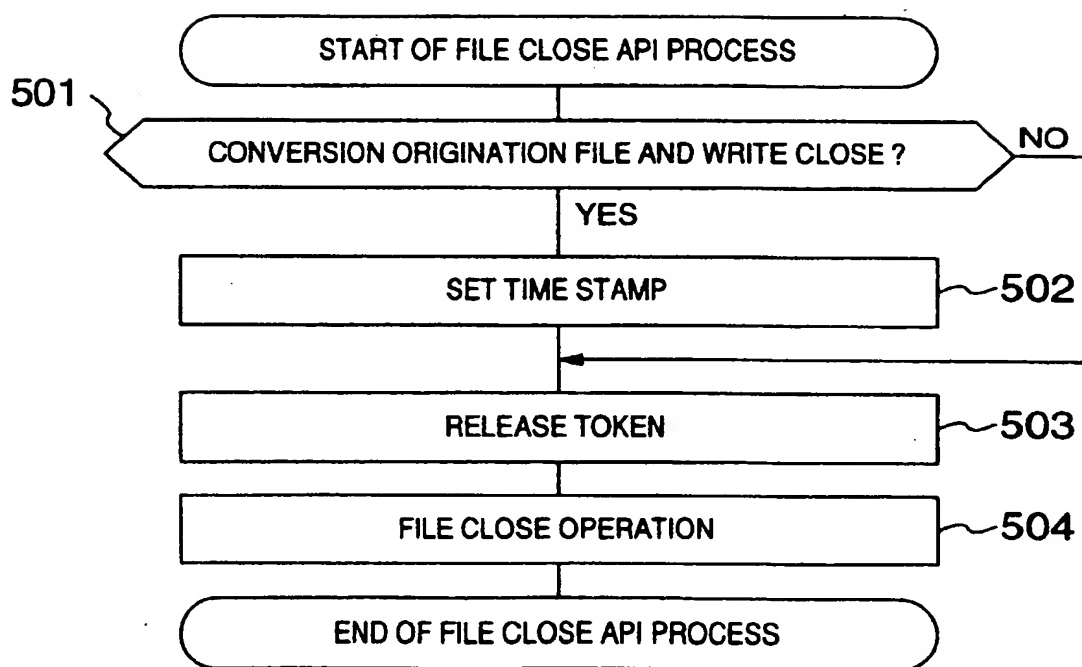 START OF FILE CLOSE API PROCESS
501
CONVERSION ORIGINATION FILE AND WRITE CLOSE ?
NO
YES
SET TIME STAMP
502
RELEASE TOKEN
503
FILE CLOSE OPERATION
504
END OF FILE CLOSE API PROCESS